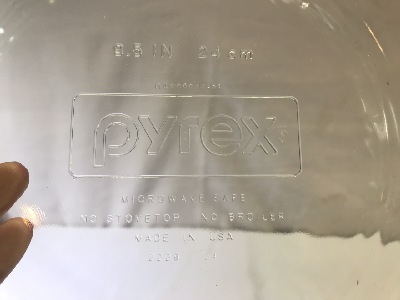 9.5 IN 24 cm
pyrex
MICROWAVE SAFE
NO STOVETOP NO BROILER
MADE IN USA